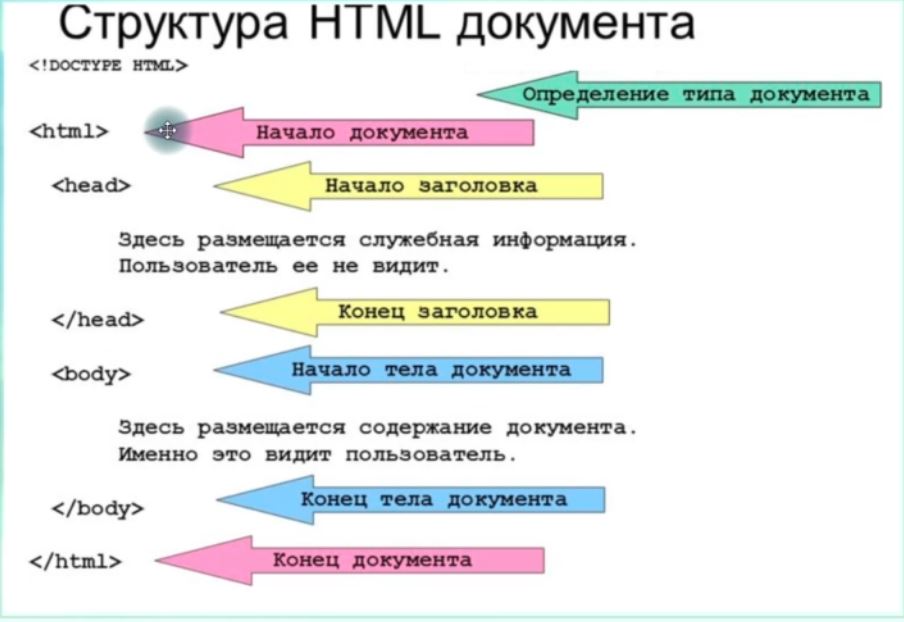 Структура HTML документа
<!DOCTYPE HTML>
Определение типа документа
<html> Начало документа
<head> Начало заголовка
Здесь размещается служебная информация.
Пользователь ее не видит.
</head> Конец заголовка
<body> Начало тела документа
Здесь размещается содержание документа.
Именно это видит пользователь.
</body> Конец тела документа
</html> Конец документа